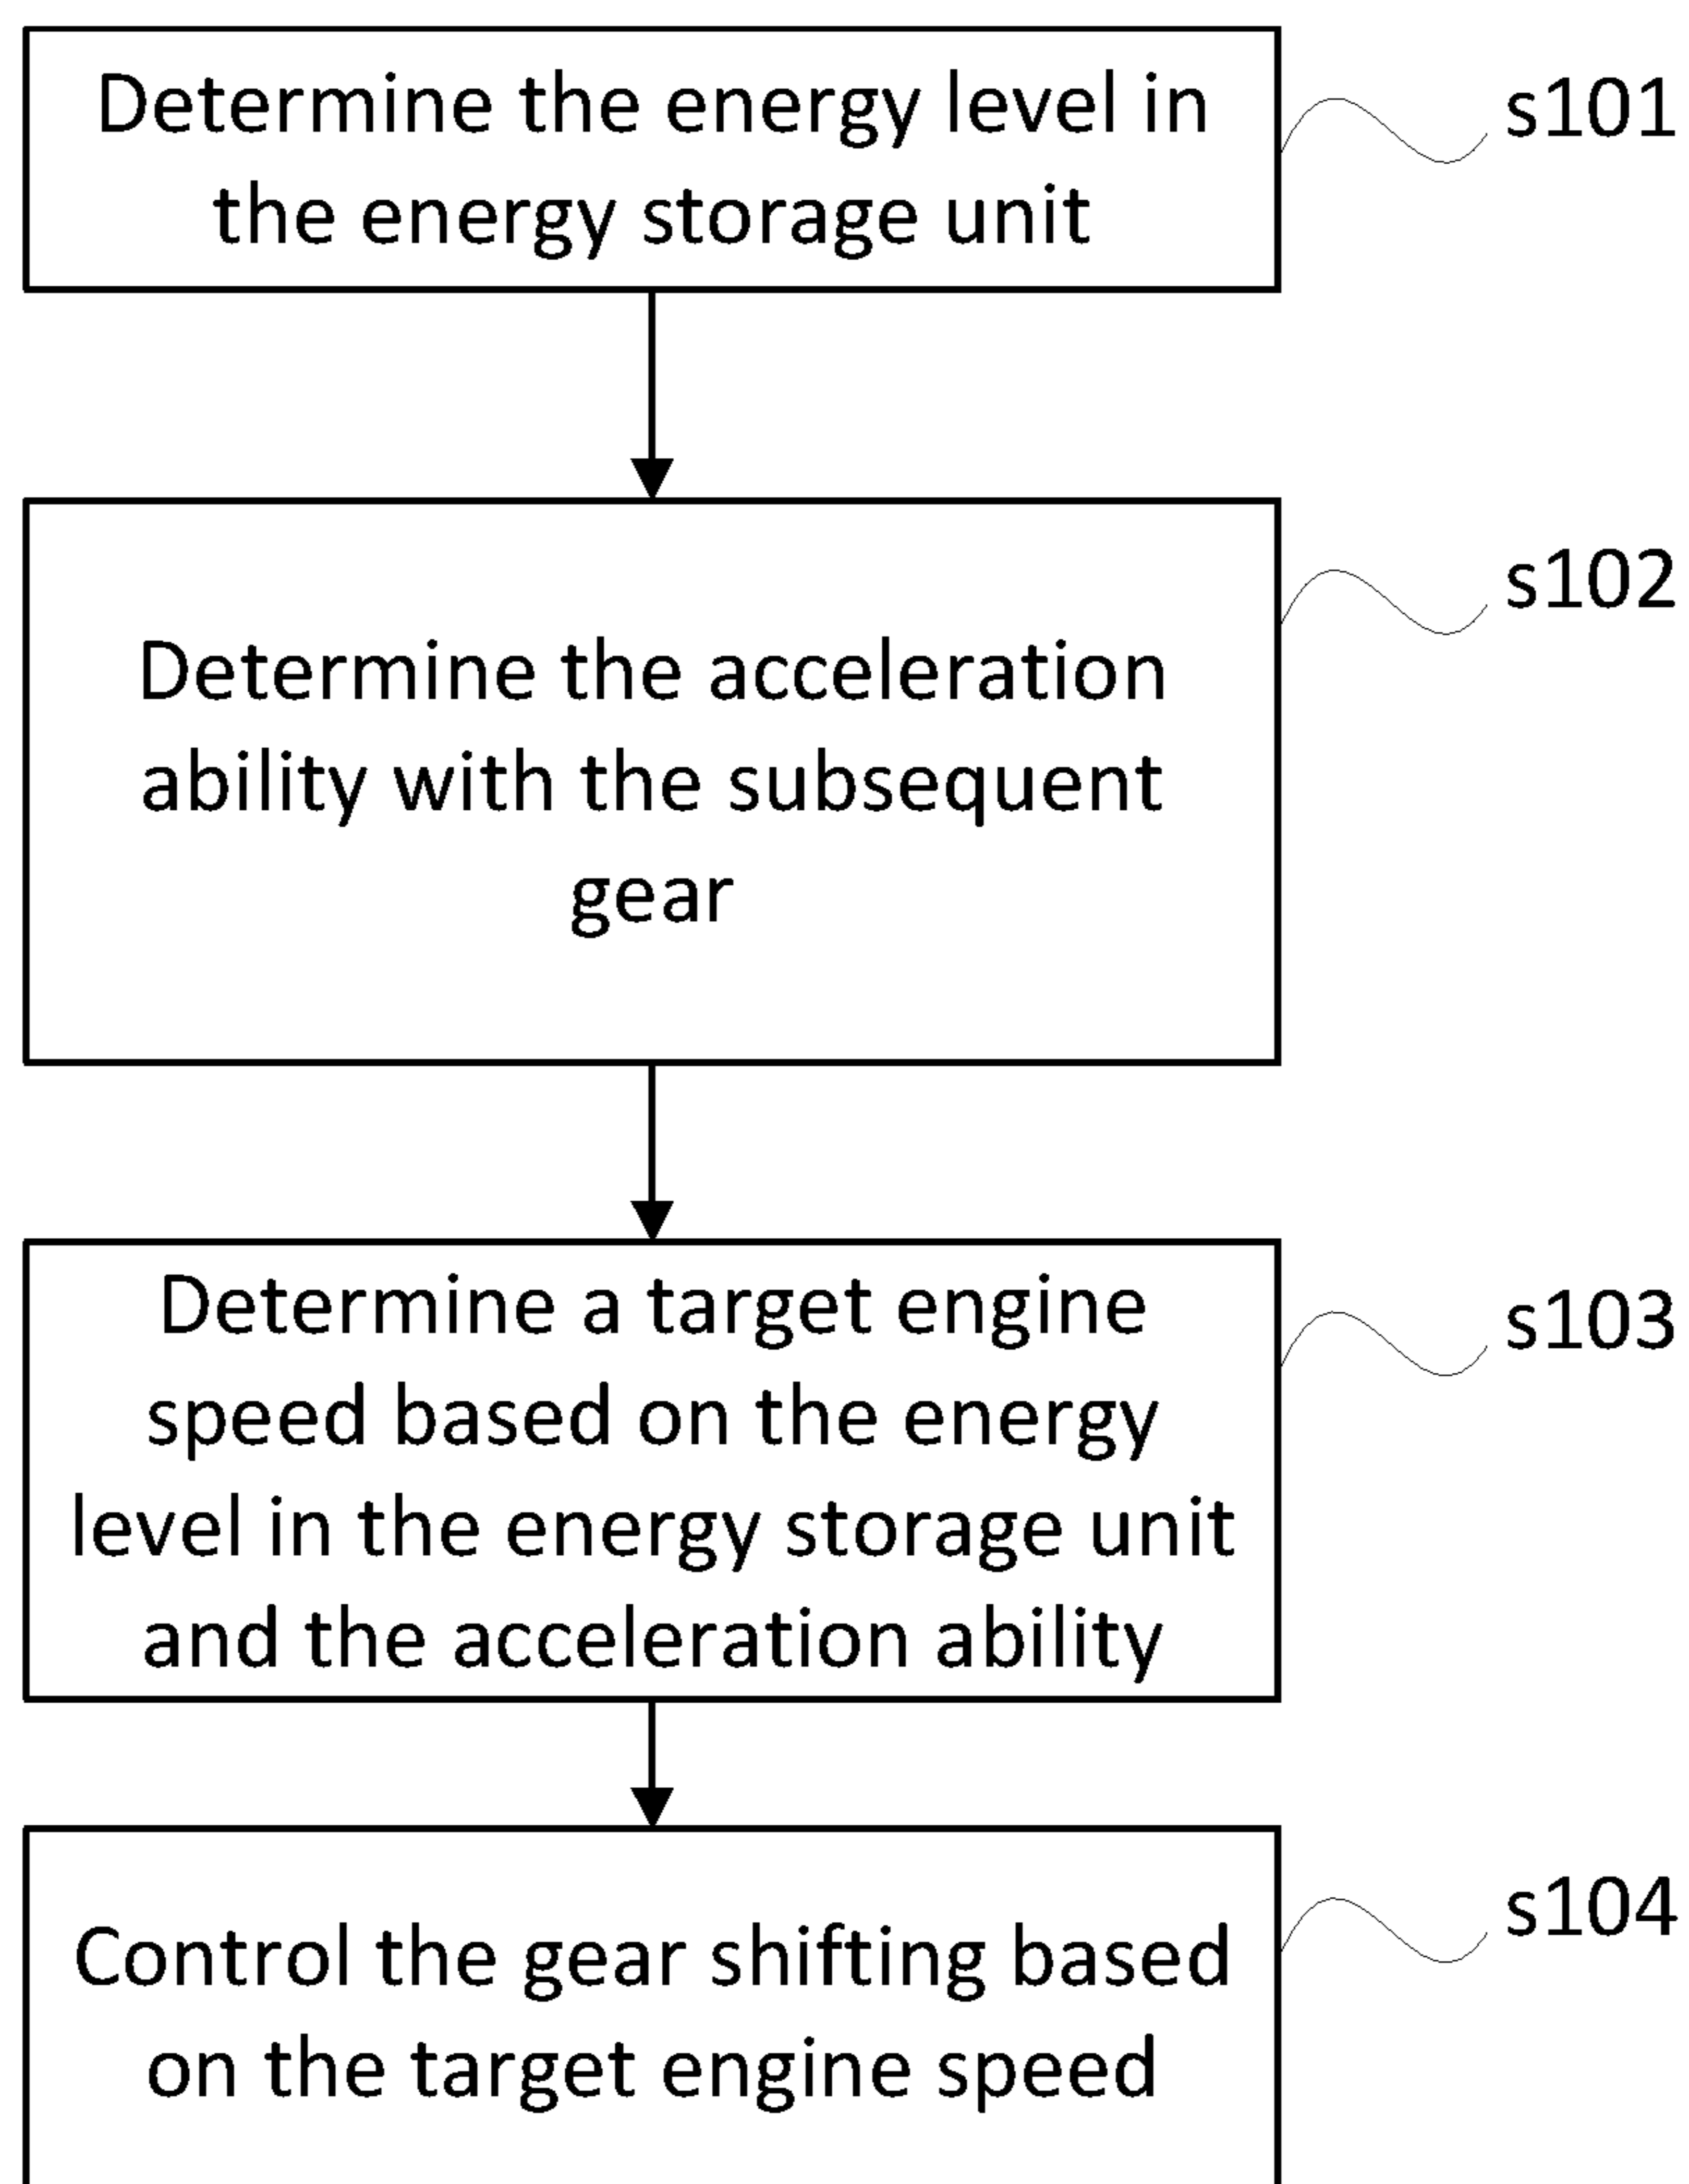 Determine the energy level in
the energy storage unit
s101
Determine the acceleration
ability with the subsequent
gear
s102
Determine a target engine
speed based on the energy
level in the energy storage unit
and the acceleration ability
s103
Control the gear shifting based
on the target engine speed
s104